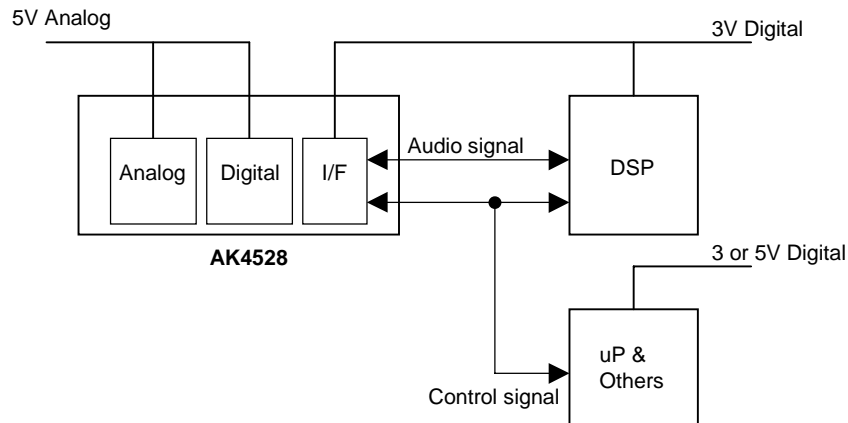 5V Analog
3V Digital
Analog
Digital
I/F
Audio signal
DSP
AK4528
3 or 5V Digital
uP &
Others
Control signal